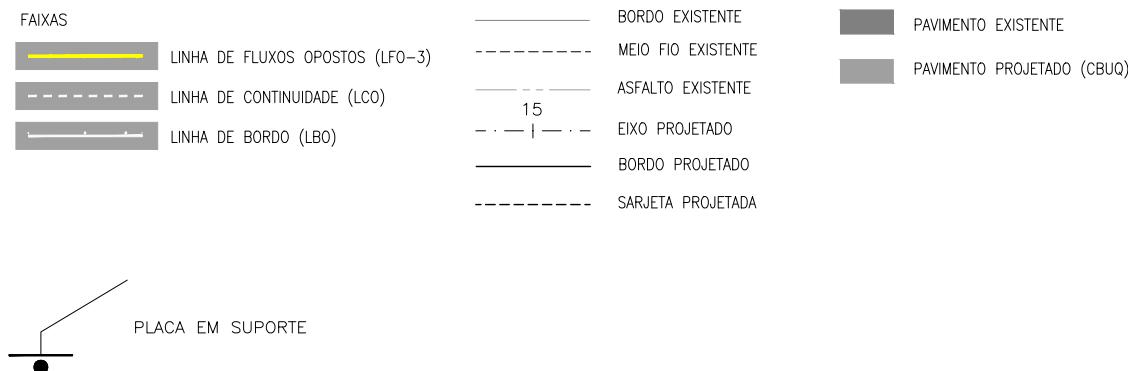 FAIXAS
LINHA DE FLUXOS OPOSTOS (LFO-3)
LINHA DE CONTINUIDADE (LCO)
LINHA DE BORDO (LBO)
BORDO EXISTENTE
MEIO FIO EXISTENTE
ASFALTO EXISTENTE
15
EIXO PROJETADO
BORDO PROJETADO
SARJETA PROJETADA
PAVIMENTO EXISTENTE
PAVIMENTO PROJETADO (CBUQ)
PLACA EM SUPORTE